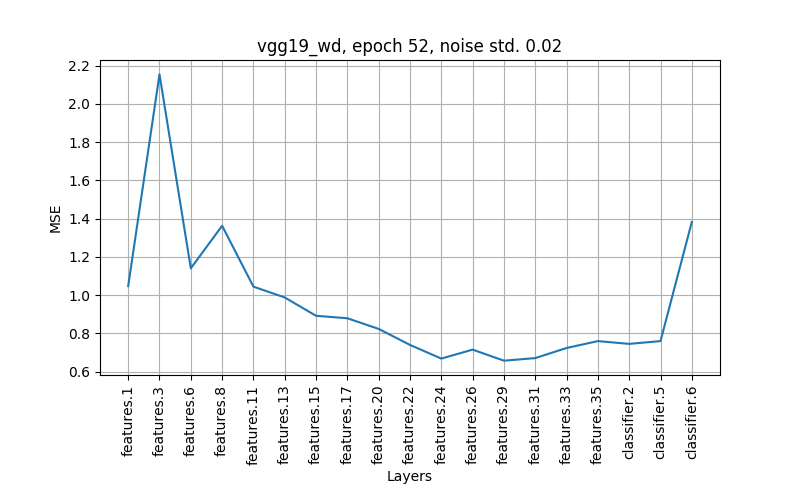 vgg19_wd, epoch 52, noise std. 0.02
2.2
2.0
1.8
1.6
1.4
1.2
1.0
0.8
0.6
MSE
features.1
features.3
features.6
features.8
features.11
features.13
features.15
features.17
features.20
features.22
features.24
features.26
features.29
features.31
features.33
features.35
classifier.2
classifier.5
classifier.6
Layers